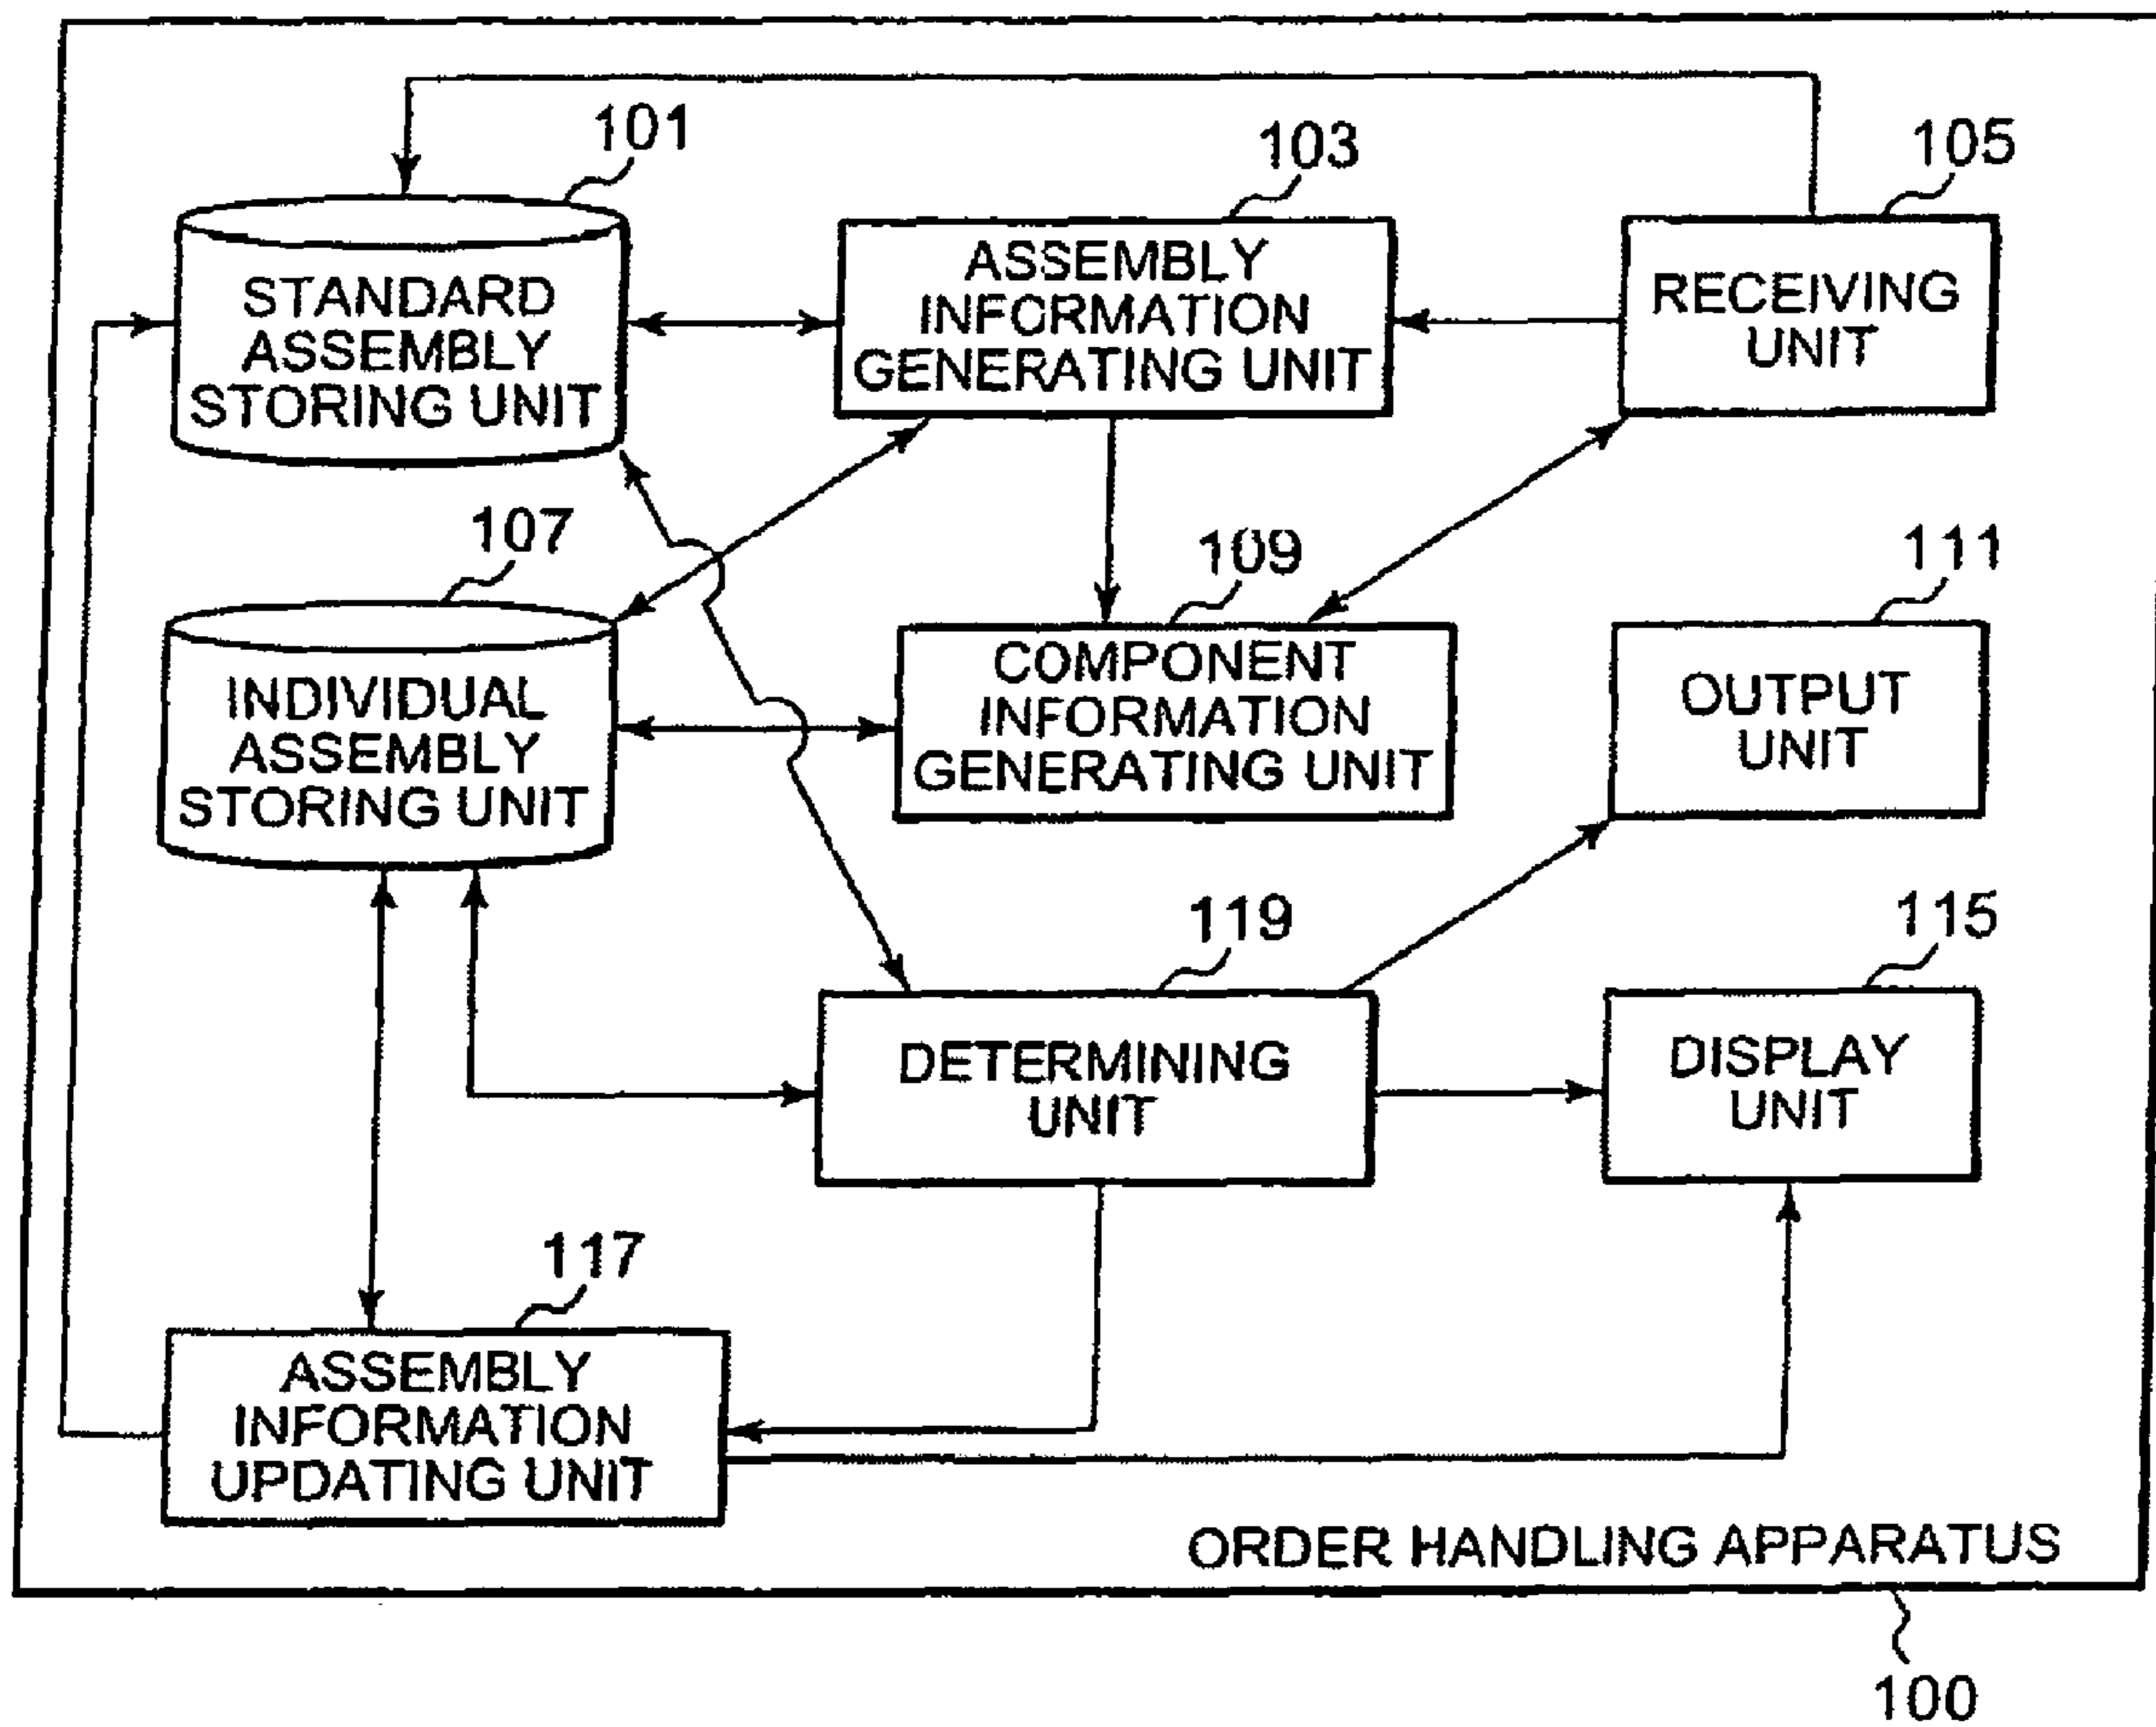 101
103
105
STANDARD
ASSEMBLY
STORING UNIT
ASSEMBLY
INFORMATION
GENERATING UNIT
RECEIVING
UNIT
107
109
111
INDIVIDUAL
ASSEMBLY
STORING UNIT
COMPONENT
INFORMATION
GENERATING UNIT
OUTPUT
UNIT
119
115
DETERMINING
UNIT
DISPLAY
UNIT
117
ASSEMBLY
INFORMATION
UPDATING UNIT
ORDER HANDLING APPARATUS
100